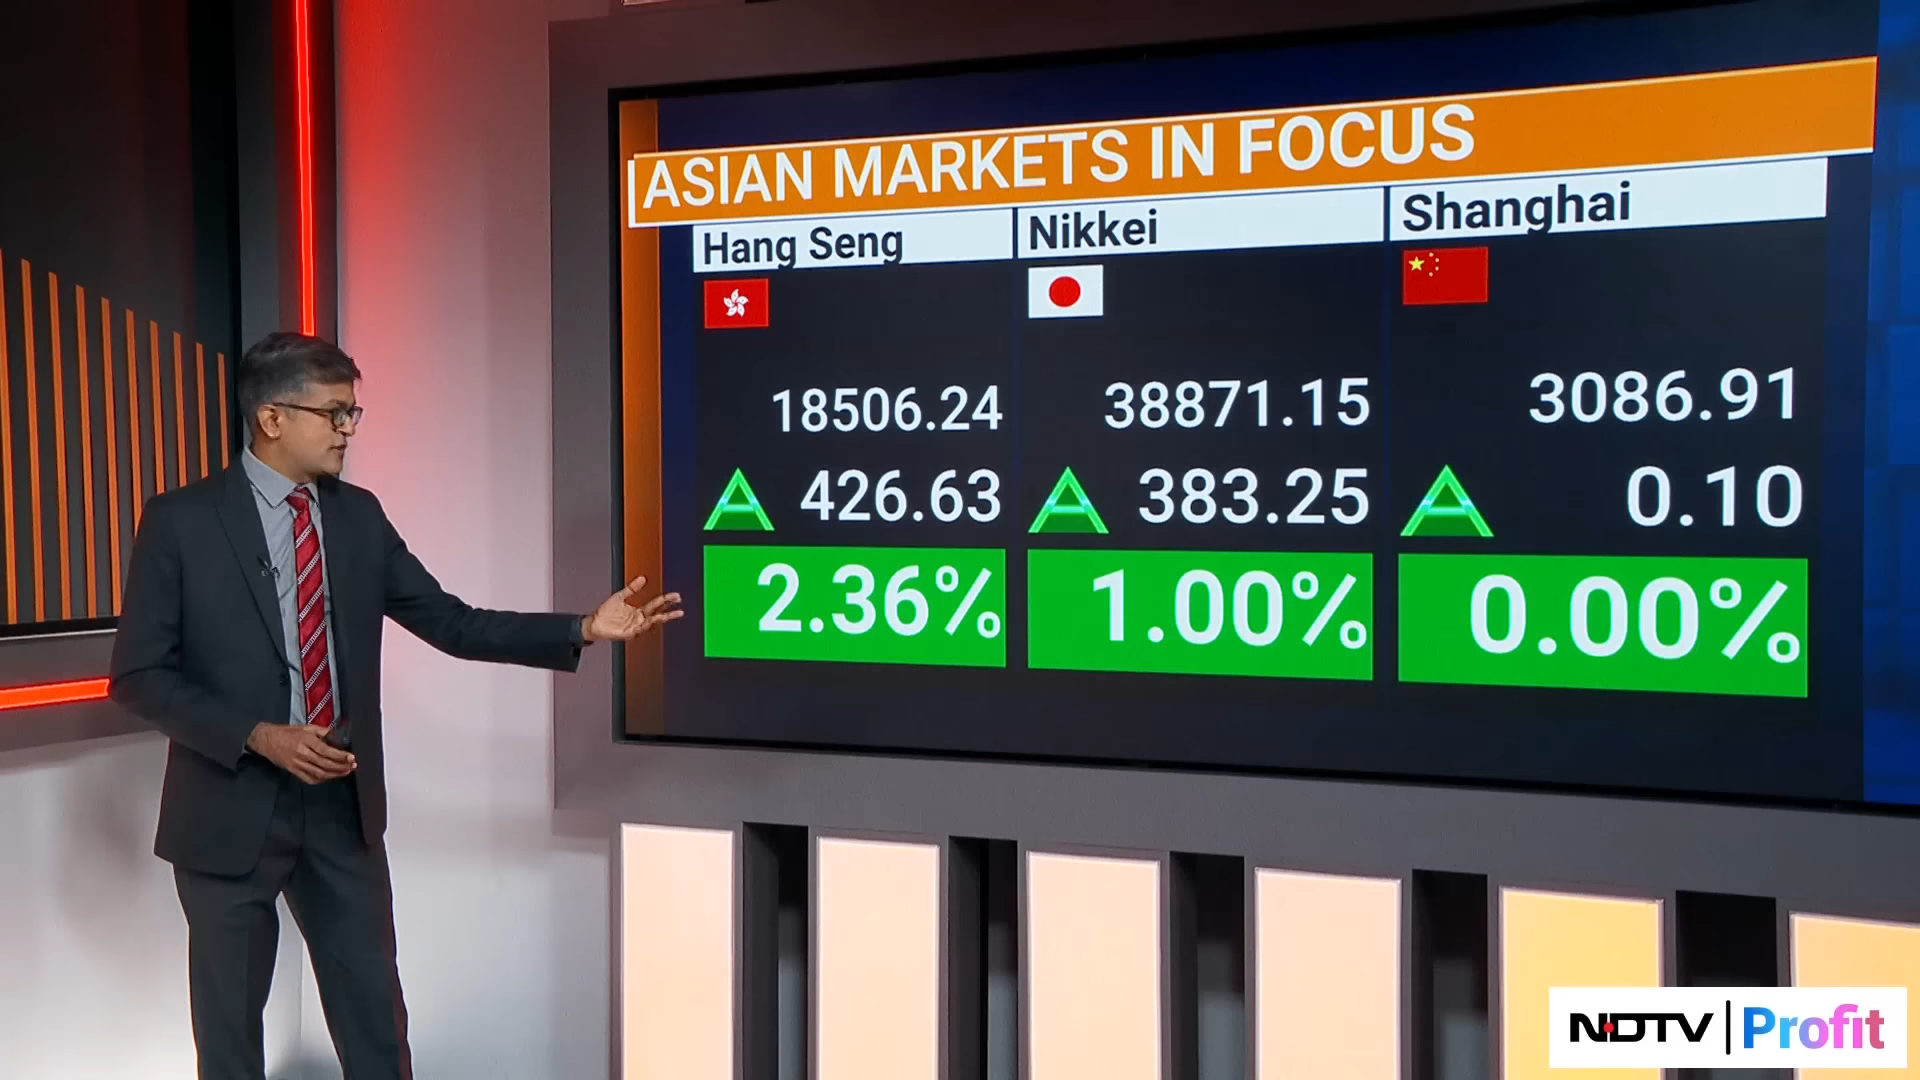 ASIAN MARKETS IN FOCUS
Hang Seng Nikkei Shanghai
18506.24 38871.15 3086.91
426.63 383.25 0.10
2.36% 1.00% 0.00%
NDTV Profit